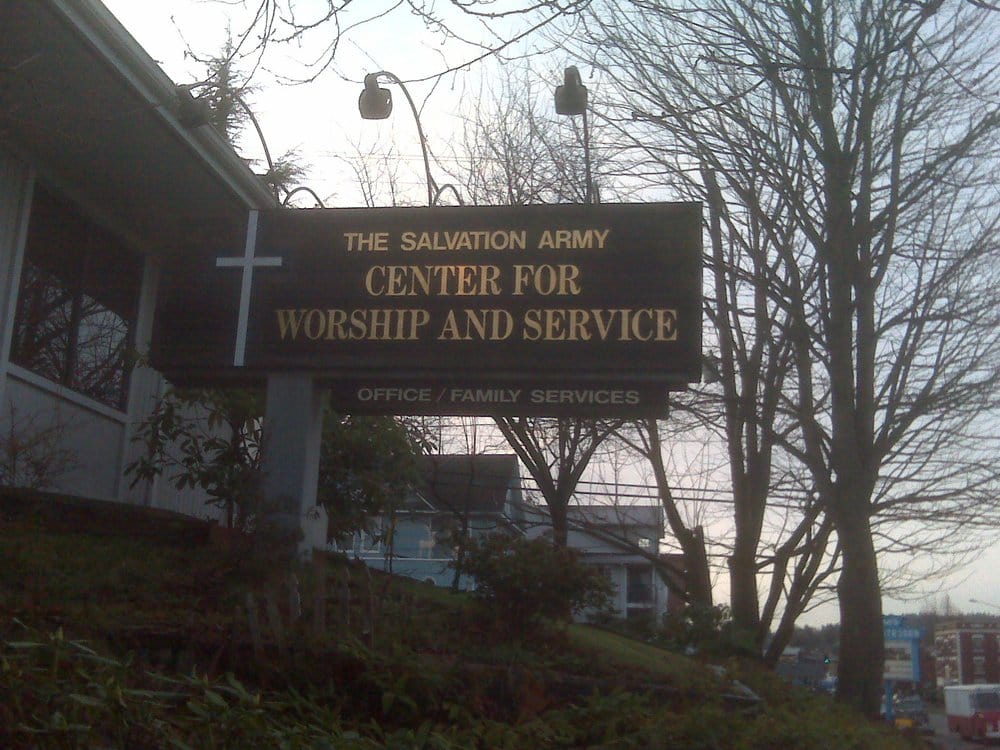 THE SALVATION ARMY
CENTER FOR
WORSHIP AND SERVICE
OFFICE / FAMILY SERVICES